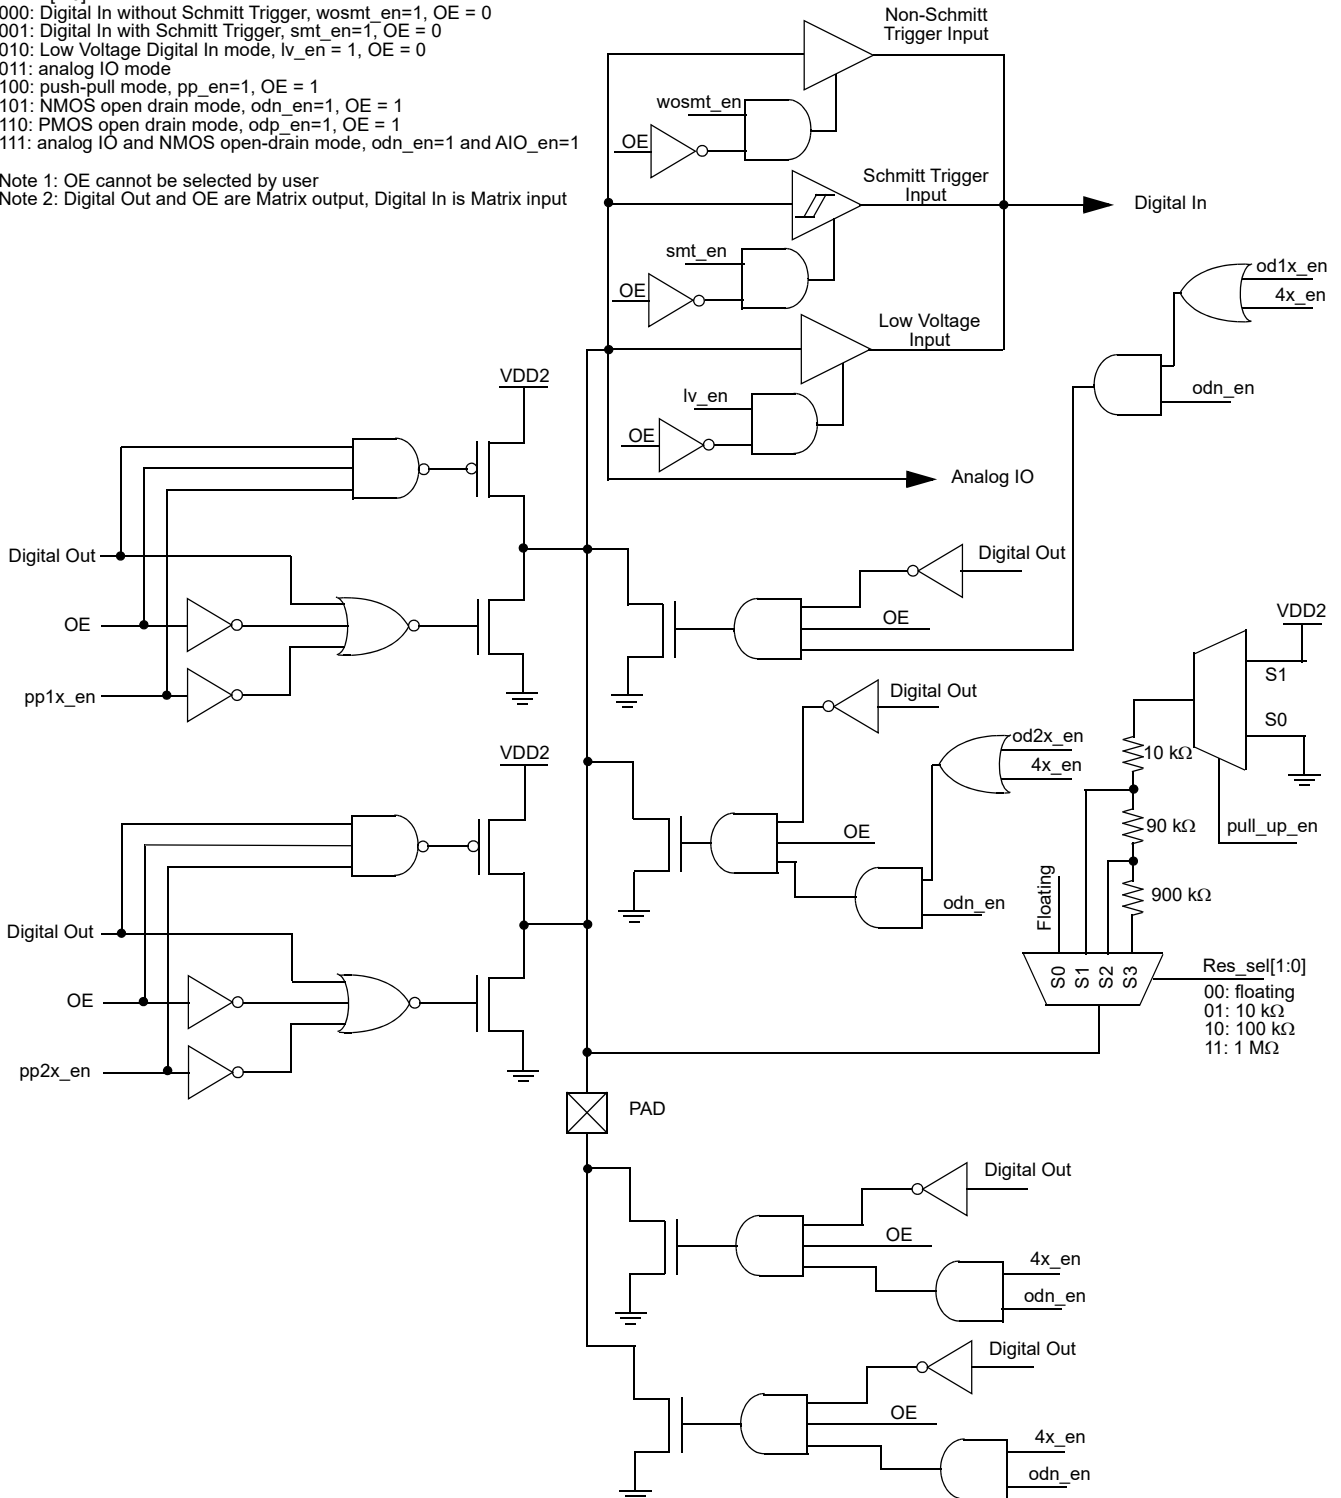 000: Digital In without Schmitt Trigger, wosmt_en=1, OE = 0
001: Digital In with Schmitt Trigger, smt_en=1, OE = 0
010: Low Voltage Digital In mode, lv_en = 1, OE = 0
011: analog IO mode
100: push-pull mode, pp_en=1, OE = 1
101: NMOS open drain mode, odn_en=1, OE = 1
110: PMOS open drain mode, odp_en=1, OE = 1
111: analog IO and NMOS open-drain mode, odn_en=1 and AIO_en=1
Note 1: OE cannot be selected by user
Note 2: Digital Out and OE are Matrix output, Digital In is Matrix input
Non-Schmitt
Trigger Input
wosmt_en
OE
Schmitt Trigger
Input
Digital In
smt_en
OE
od1x_en
4x_en
Low Voltage
Input
odn_en
lv_en
OE
Analog IO
VDD2
Digital Out
OE
pp1x_en
Digital Out
OE
VDD2
S1
S0
10 kΩ
90 kΩ
900 kΩ
pull_up_en
Digital Out
od2x_en
4x_en
OE
odn_en
Floating
S0
S1
S2
S3
Res_sel[1:0]
00: floating
01: 10 kΩ
10: 100 kΩ
11: 1 MΩ
VDD2
Digital Out
OE
pp2x_en
PAD
Digital Out
OE
4x_en
odn_en
Digital Out
OE
4x_en
odn_en